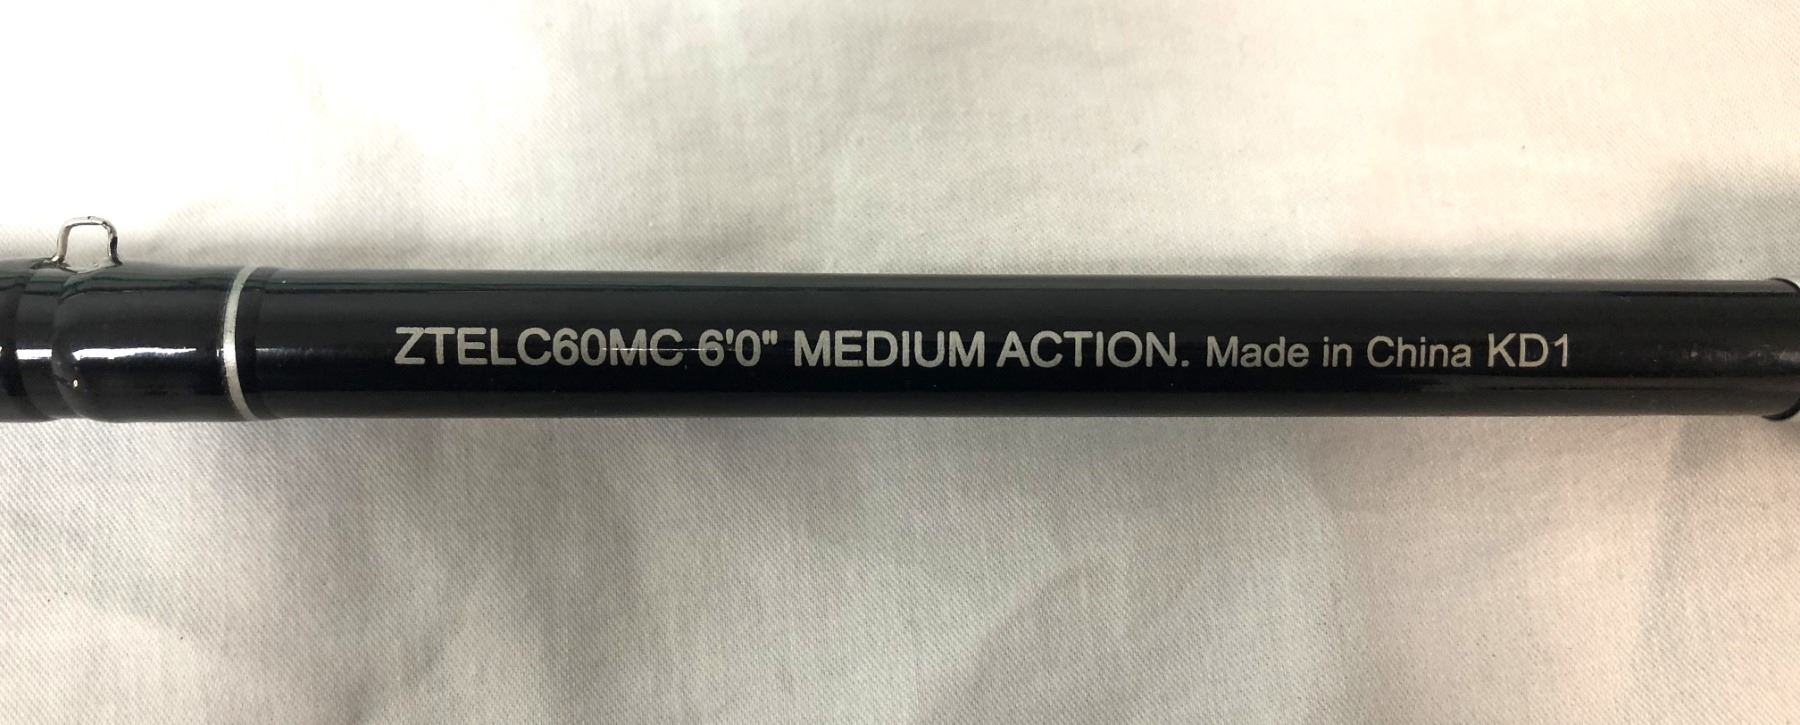 ZTELC60MC 6'0" MEDIUM ACTION. Made in China KD1